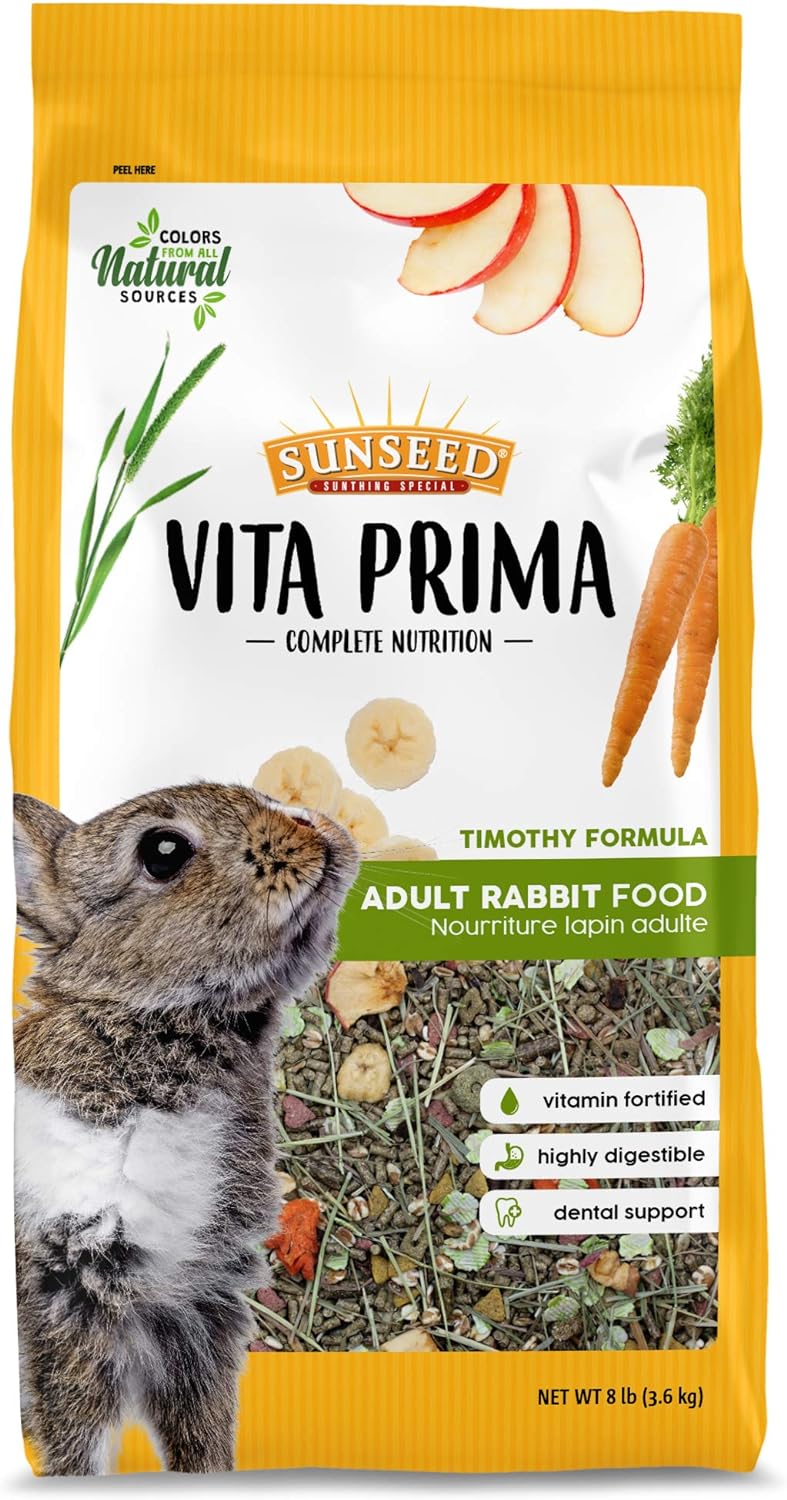 PEEL HERE
COLORS
FROM ALL
Natural
SOURCES
SUNSEED®
SUNTHING SPECIAL
VITA PRIMA
— COMPLETE NUTRITION —
TIMOTHY FORMULA
ADULT RABBIT FOOD
Nourriture lapin adulte
vitamin fortified
highly digestible
dental support
NET WT 8 lb (3.6 kg)